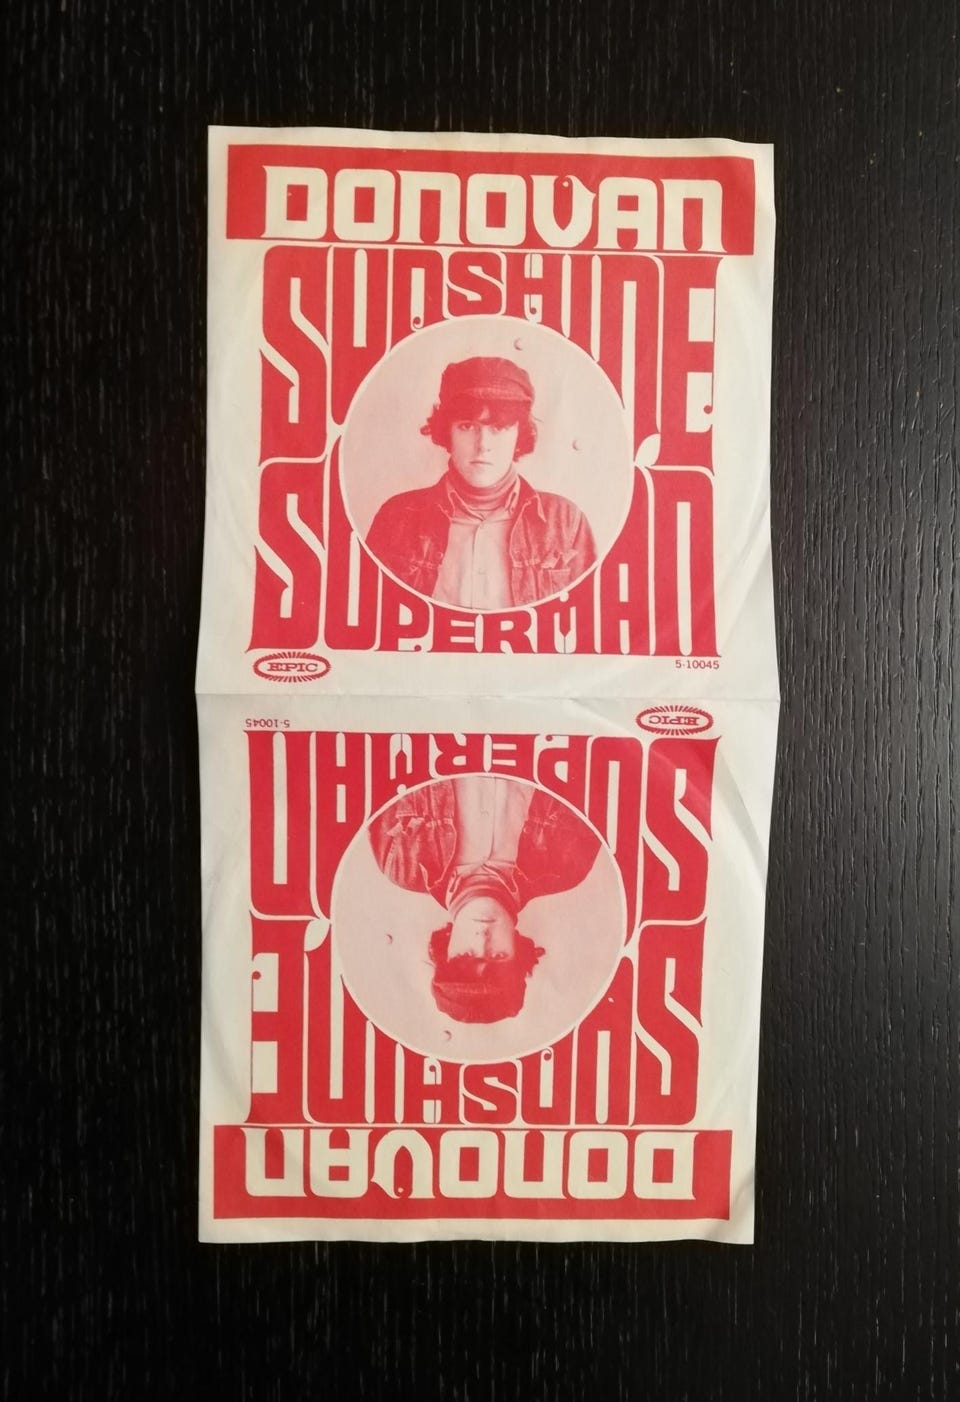 DONOVAN
SUNSHINE
SUPERMAN
EPIC
5-10045
5-10045
EPIC
SUPERMAN
SUNSHINE
DONOVAN